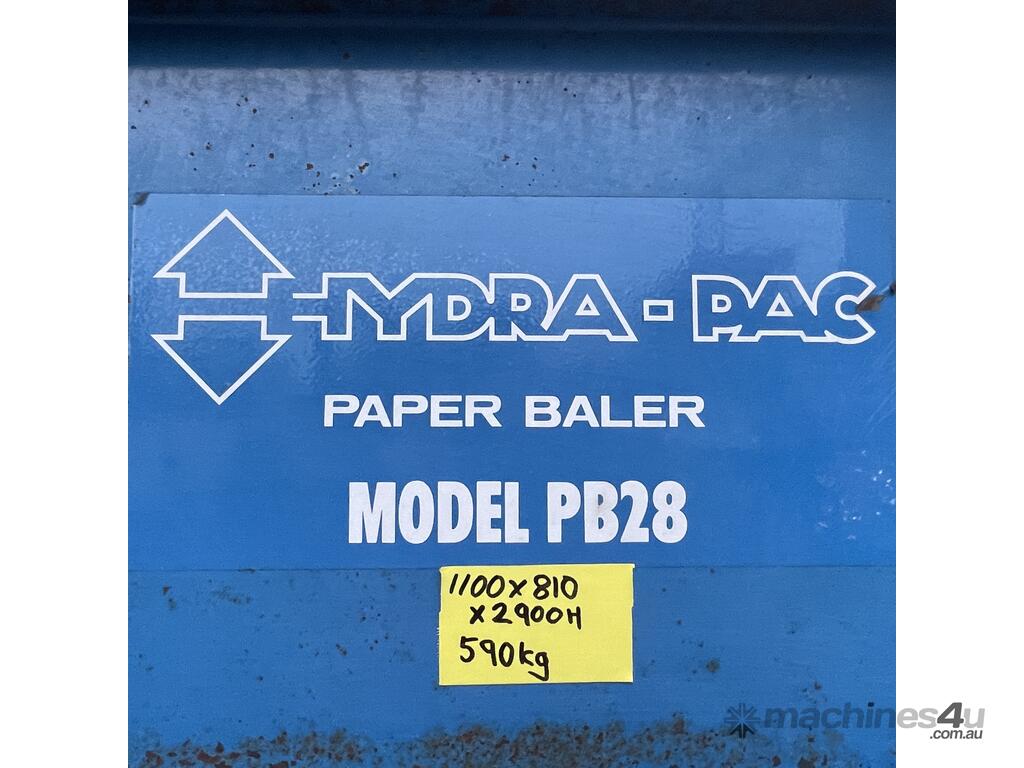 HYDRA-PAC
PAPER BALER
MODEL PB28
1100x810
x2900H
590kg
machines4u
.com.au